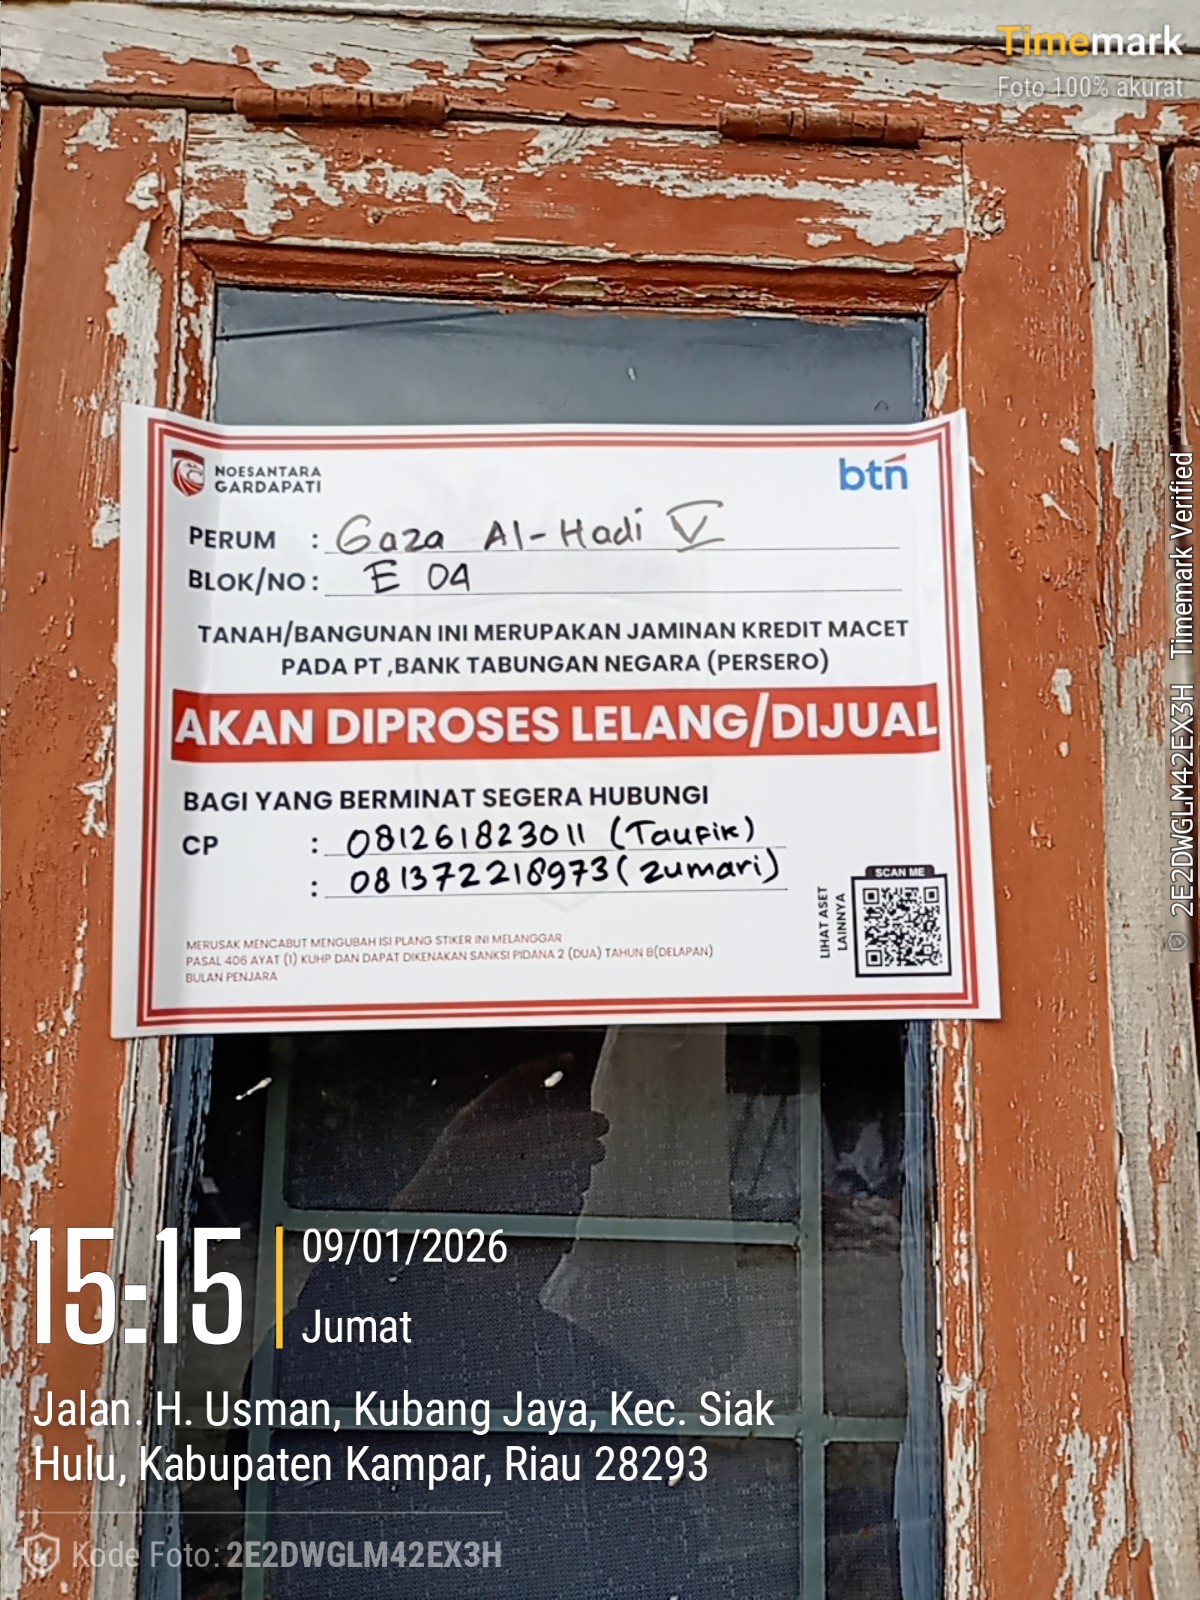 Timemark
Foto 100% akurat
NOESANTARA
GARDAPATI
btn
PERUM : Gaza Al-Hadi V
BLOK/NO : E 04
TANAH/BANGUNAN INI MERUPAKAN JAMINAN KREDIT MACET
PADA PT ,BANK TABUNGAN NEGARA (PERSERO)
AKAN DIPROSES LELANG/DIJUAL
BAGI YANG BERMINAT SEGERA HUBUNGI
CP : 081261823011 (Taufik)
: 081372218973 (Zumari)
SCAN ME
LIHAT ASET
LAINNYA
MERUSAK MENCABUT MENGUBAH ISI PLANG STIKER INI MELANGGAR
PASAL 406 AYAT (1) KUHP DAN DAPAT DIKENAKAN SANKSI PIDANA 2 (DUA) TAHUN 8(DELAPAN)
BULAN PENJARA
2E2DWGLM42EX3H Timemark Verified
15:15
09/01/2026
Jumat
Jalan. H. Usman, Kubang Jaya, Kec. Siak
Hulu, Kabupaten Kampar, Riau 28293
Kode Foto: 2E2DWGLM42EX3H